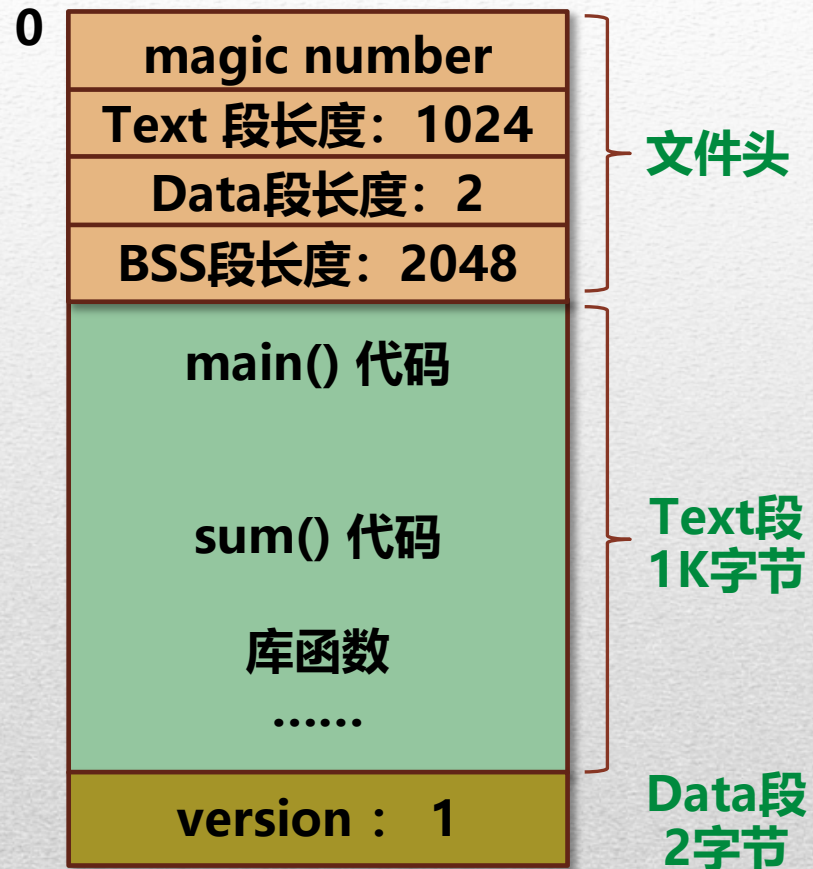 0
magic number
Text 段长度：1024
Data段长度：2
BSS段长度：2048
文件头
main() 代码
sum() 代码
库函数
……
Text段
1K字节
version： 1
Data段
2字节